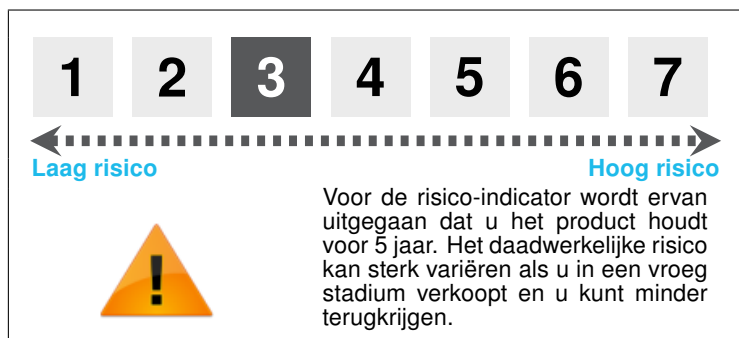 1 2 3 4 5 6 7
Laag risico Hoog risico
Voor de risico-indicator wordt ervan
uitgegaan dat u het product houdt
voor 5 jaar. Het daadwerkelijke risico
kan sterk variëren als u in een vroeg
stadium verkoopt en u kunt minder
terugkrijgen.